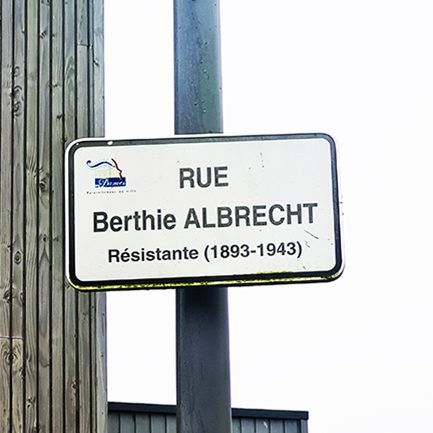 RUE
Berthie ALBRECHT
Résistante (1893-1943)